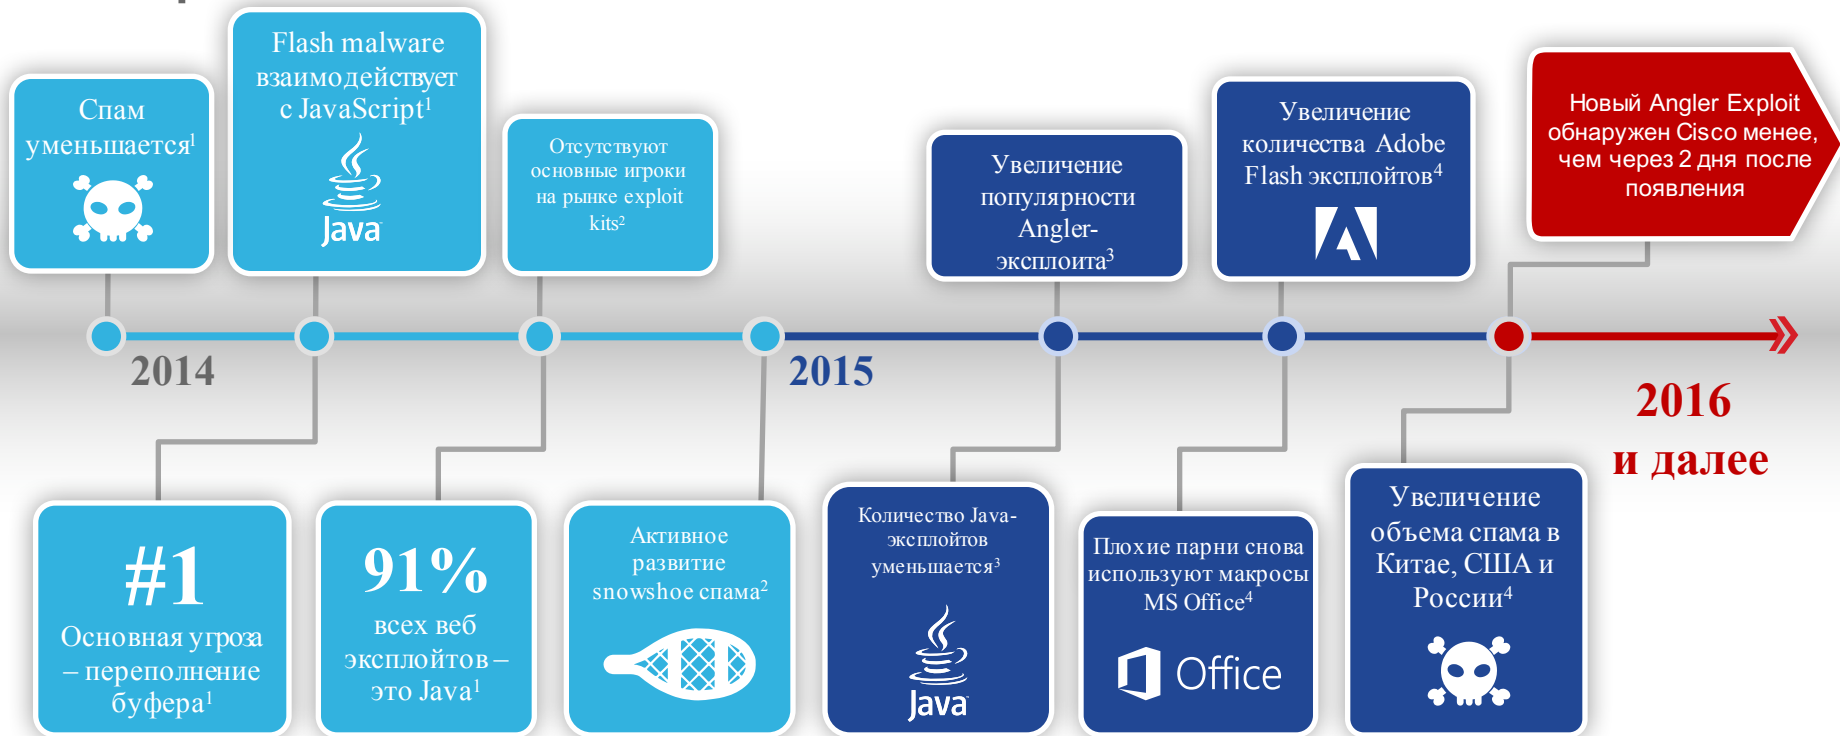 Спам
уменьшается¹
Flash malware
взаимодействует
с JavaScript¹
Java
Отсутствуют
основные игроки
на рынке exploit
kits²
Увеличение
популярности
Angler-
эксплоита³
Увеличение
количества Adobe
Flash эксплойтов⁴
Новый Angler Exploit
обнаружен Cisco менее,
чем через 2 дня после
появления
2014
2015
2016
и далее
#1
Основная угроза
– переполнение
буфера¹
91%
всех веб
эксплойтов –
это Java¹
Активное
развитие
snowshoe спама²
Количество Java-
эксплойтов
уменьшается³
Java
Плохие парни снова
используют макросы
MS Office⁴
Office
Увеличение
объема спама в
Китае, США и
России⁴